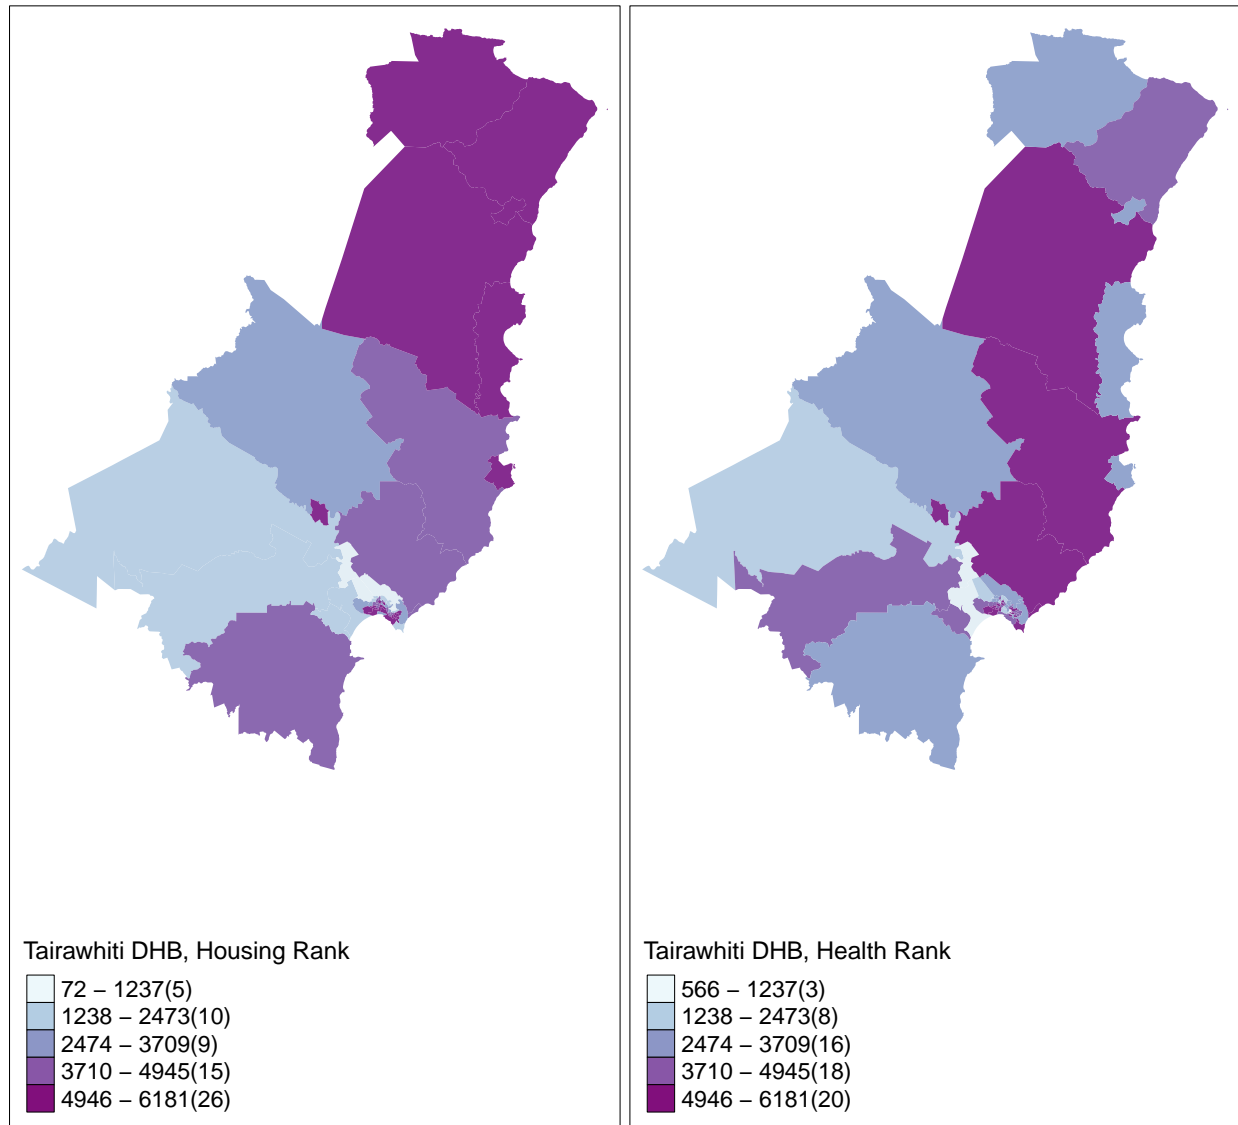 Tairawhiti DHB, Housing Rank
72 − 1237(5)
1238 − 2473(10)
2474 − 3709(9)
3710 − 4945(15)
4946 − 6181(26)
Tairawhiti DHB, Health Rank
566 − 1237(3)
1238 − 2473(8)
2474 − 3709(16)
3710 − 4945(18)
4946 − 6181(20)